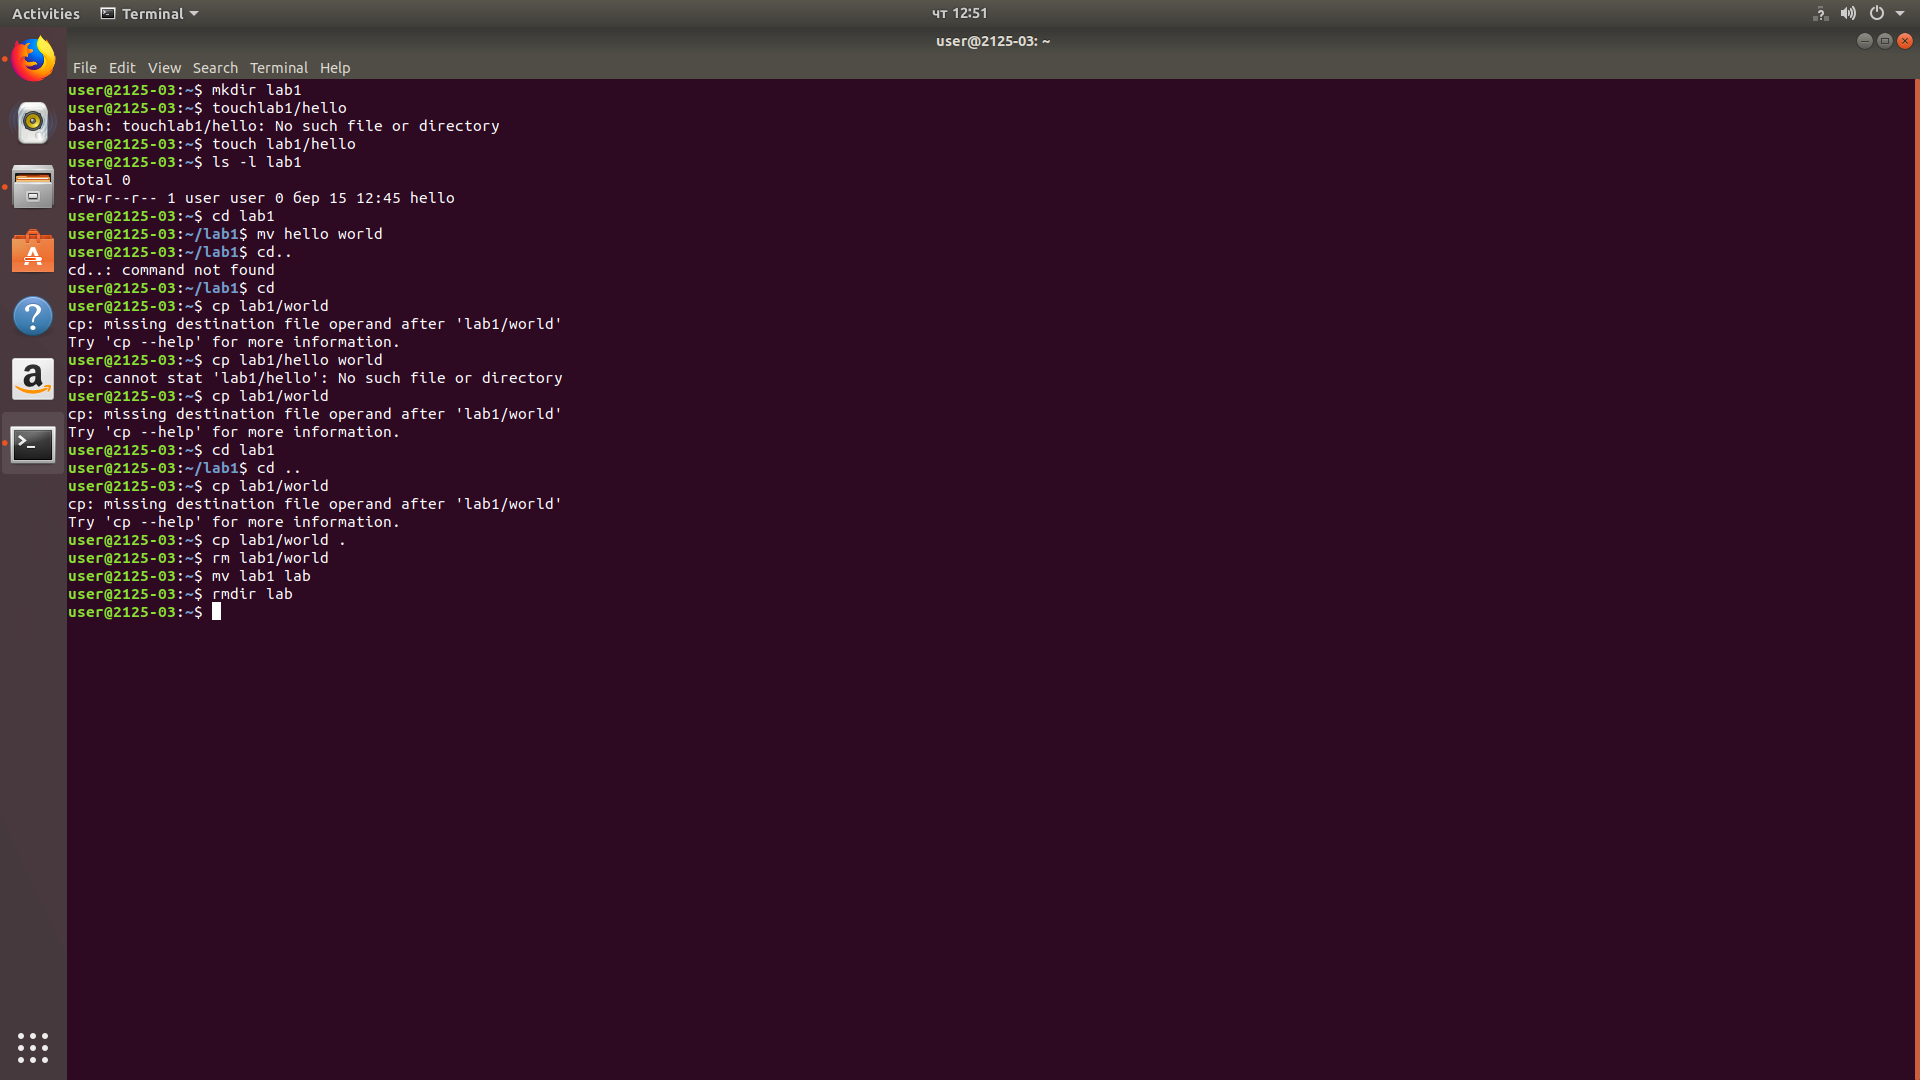 Activities Terminal чт 12:51
user@2125-03: ~
File Edit View Search Terminal Help
user@2125-03:~$ mkdir lab1
user@2125-03:~$ touchlab1/hello
bash: touchlab1/hello: No such file or directory
user@2125-03:~$ touch lab1/hello
user@2125-03:~$ ls -l lab1
total 0
-rw-r--r-- 1 user user 0 бер 15 12:45 hello
user@2125-03:~$ cd lab1
user@2125-03:~/lab1$ mv hello world
user@2125-03:~/lab1$ cd..
cd..: command not found
user@2125-03:~/lab1$ cd
user@2125-03:~$ cp lab1/world
cp: missing destination file operand after 'lab1/world'
Try 'cp --help' for more information.
user@2125-03:~$ cp lab1/hello world
cp: cannot stat 'lab1/hello': No such file or directory
user@2125-03:~$ cp lab1/world
cp: missing destination file operand after 'lab1/world'
Try 'cp --help' for more information.
user@2125-03:~$ cd lab1
user@2125-03:~/lab1$ cd ..
user@2125-03:~$ cp lab1/world
cp: missing destination file operand after 'lab1/world'
Try 'cp --help' for more information.
user@2125-03:~$ cp lab1/world .
user@2125-03:~$ rm lab1/world
user@2125-03:~$ mv lab1 lab
user@2125-03:~$ rmdir lab
user@2125-03:~$